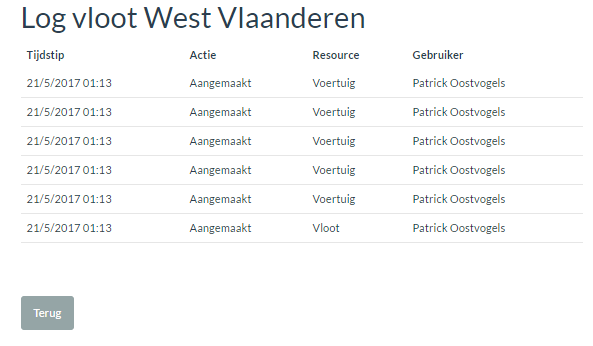 Log vloot West Vlaanderen
Tijdstip Actie Resource Gebruiker
21/5/2017 01:13 Aangemaakt Voertuig Patrick Oostvogels
21/5/2017 01:13 Aangemaakt Voertuig Patrick Oostvogels
21/5/2017 01:13 Aangemaakt Voertuig Patrick Oostvogels
21/5/2017 01:13 Aangemaakt Voertuig Patrick Oostvogels
21/5/2017 01:13 Aangemaakt Voertuig Patrick Oostvogels
21/5/2017 01:13 Aangemaakt Vloot Patrick Oostvogels
Terug